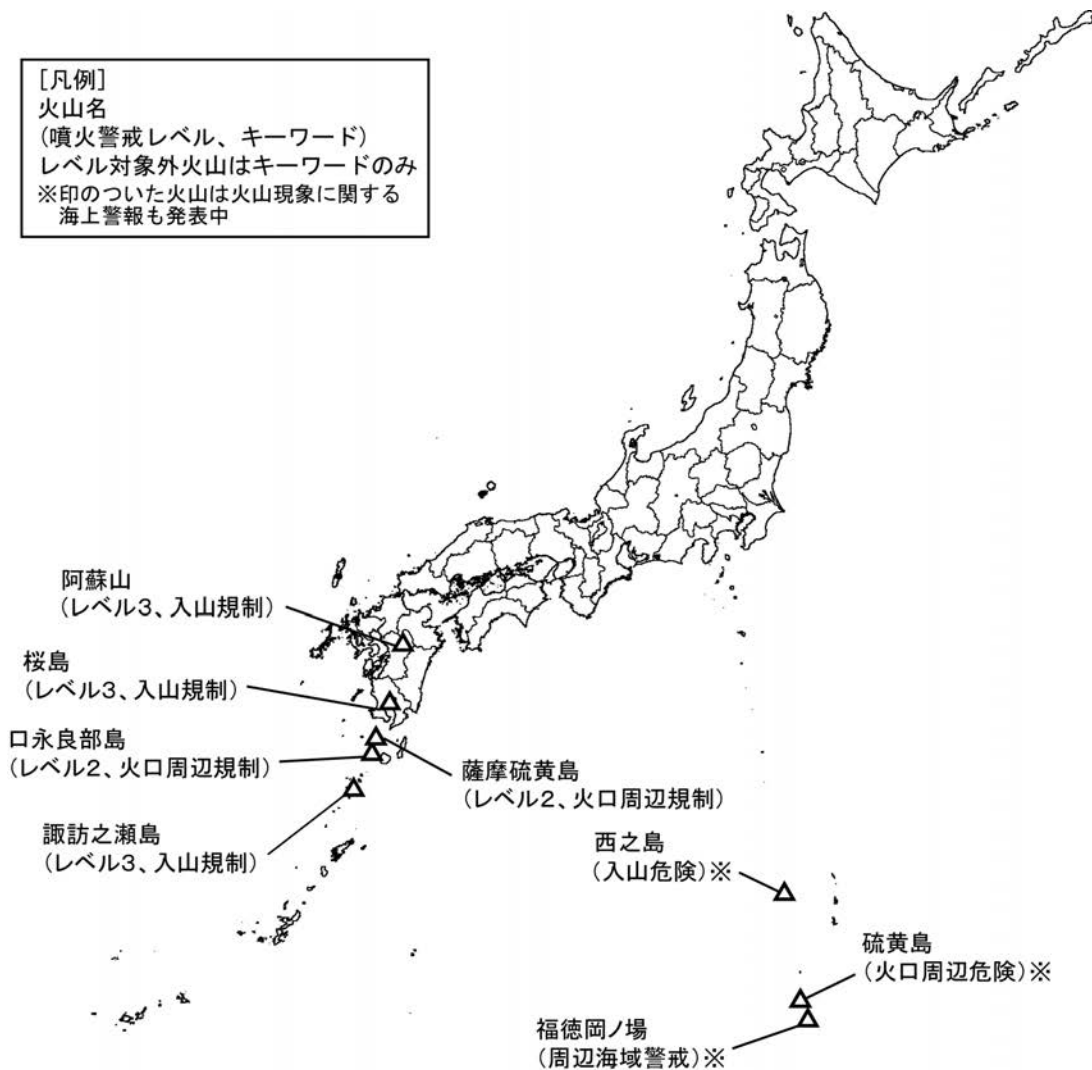 [凡例]
火山名
(噴火警戒レベル、キーワード)
レベル対象外火山はキーワードのみ
※印のついた火山は火山現象に関する
海上警報も発表中
阿蘇山
(レベル3、入山規制)
桜島
(レベル3、入山規制)
口永良部島
(レベル2、火口周辺規制)
薩摩硫黄島
(レベル2、火口周辺規制)
諏訪之瀬島
(レベル3、入山規制)
西之島
(入山危険)※
硫黄島
(火口周辺危険)※
福徳岡ノ場
(周辺海域警戒)※